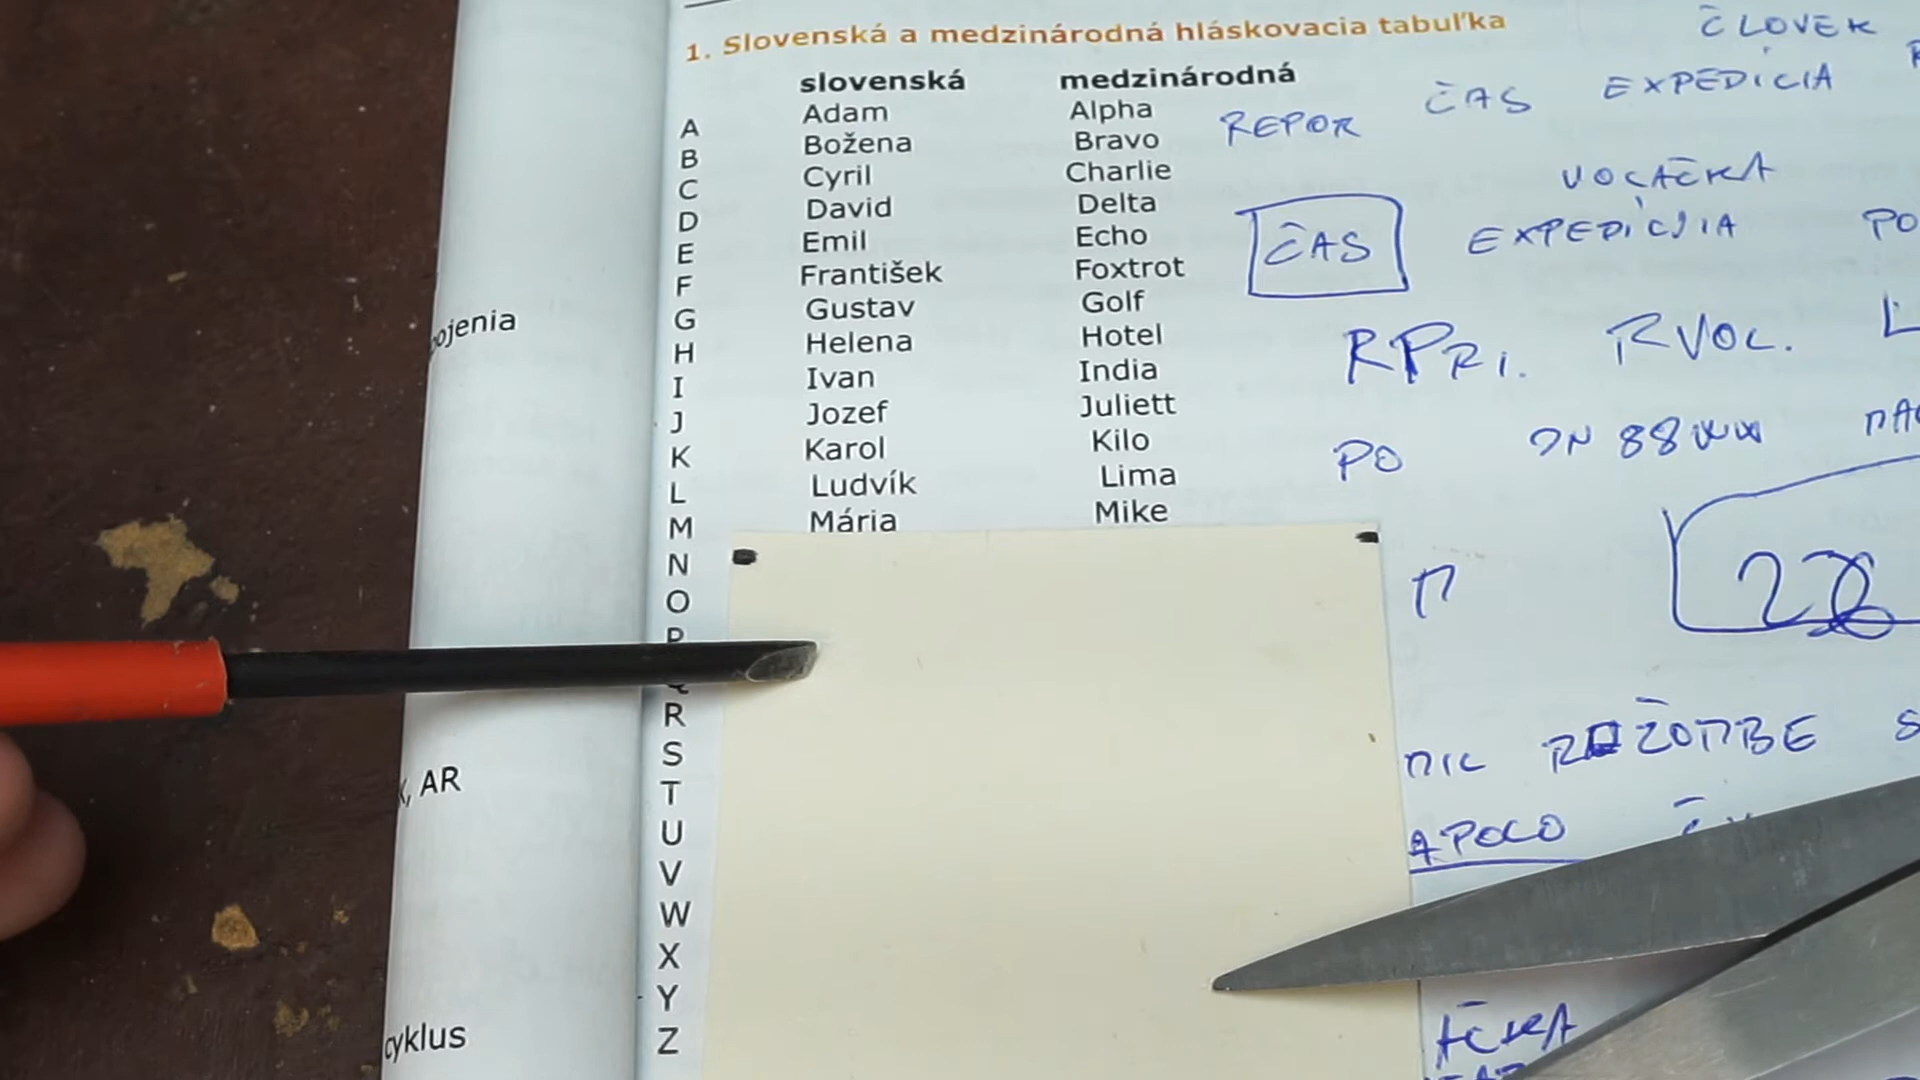 1. Slovenská a medzinárodná hláskovacia tabuľka
slovenská medzinárodná
A Adam Alpha
B Božena Bravo
C Cyril Charlie
D David Delta
E Emil Echo
F František Foxtrot
G Gustav Golf
H Helena Hotel
I Ivan India
J Jozef Juliett
K Karol Kilo
L Ludvík Lima
M Mária Mike
N
O
P
R
S
T
U
V
W
X
Y
Z
ojenia
, AR
cyklus
ČLOVEK
REPOR ČAS EXPEDÍCIA
VOLAČKA
ČAS PO
RPRI. RVOL. L
PO
APOLO
AČKA